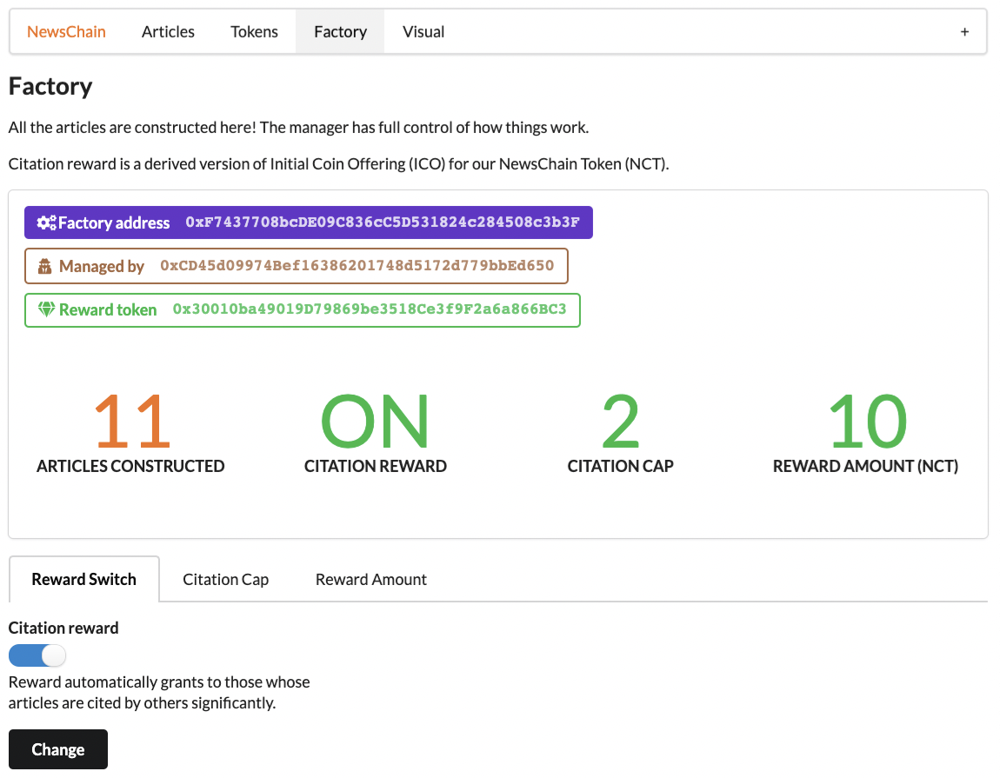 NewsChain Articles Tokens Factory Visual +
Factory
All the articles are constructed here! The manager has full control of how things work.
Citation reward is a derived version of Initial Coin Offering (ICO) for our NewsChain Token (NCT).
Factory address 0xF7437708bcDE09C836cC5D531824c284508c3b3F
Managed by 0xCD45d09974Bef16386201748d5172d779bbEd650
Reward token 0x30010ba49019D79869be3518Ce3f9F2a6a866BC3
11 ON 2 10
ARTICLES CONSTRUCTED CITATION REWARD CITATION CAP REWARD AMOUNT (NCT)
Reward Switch Citation Cap Reward Amount
Citation reward
Reward automatically grants to those whose
articles are cited by others significantly.
Change